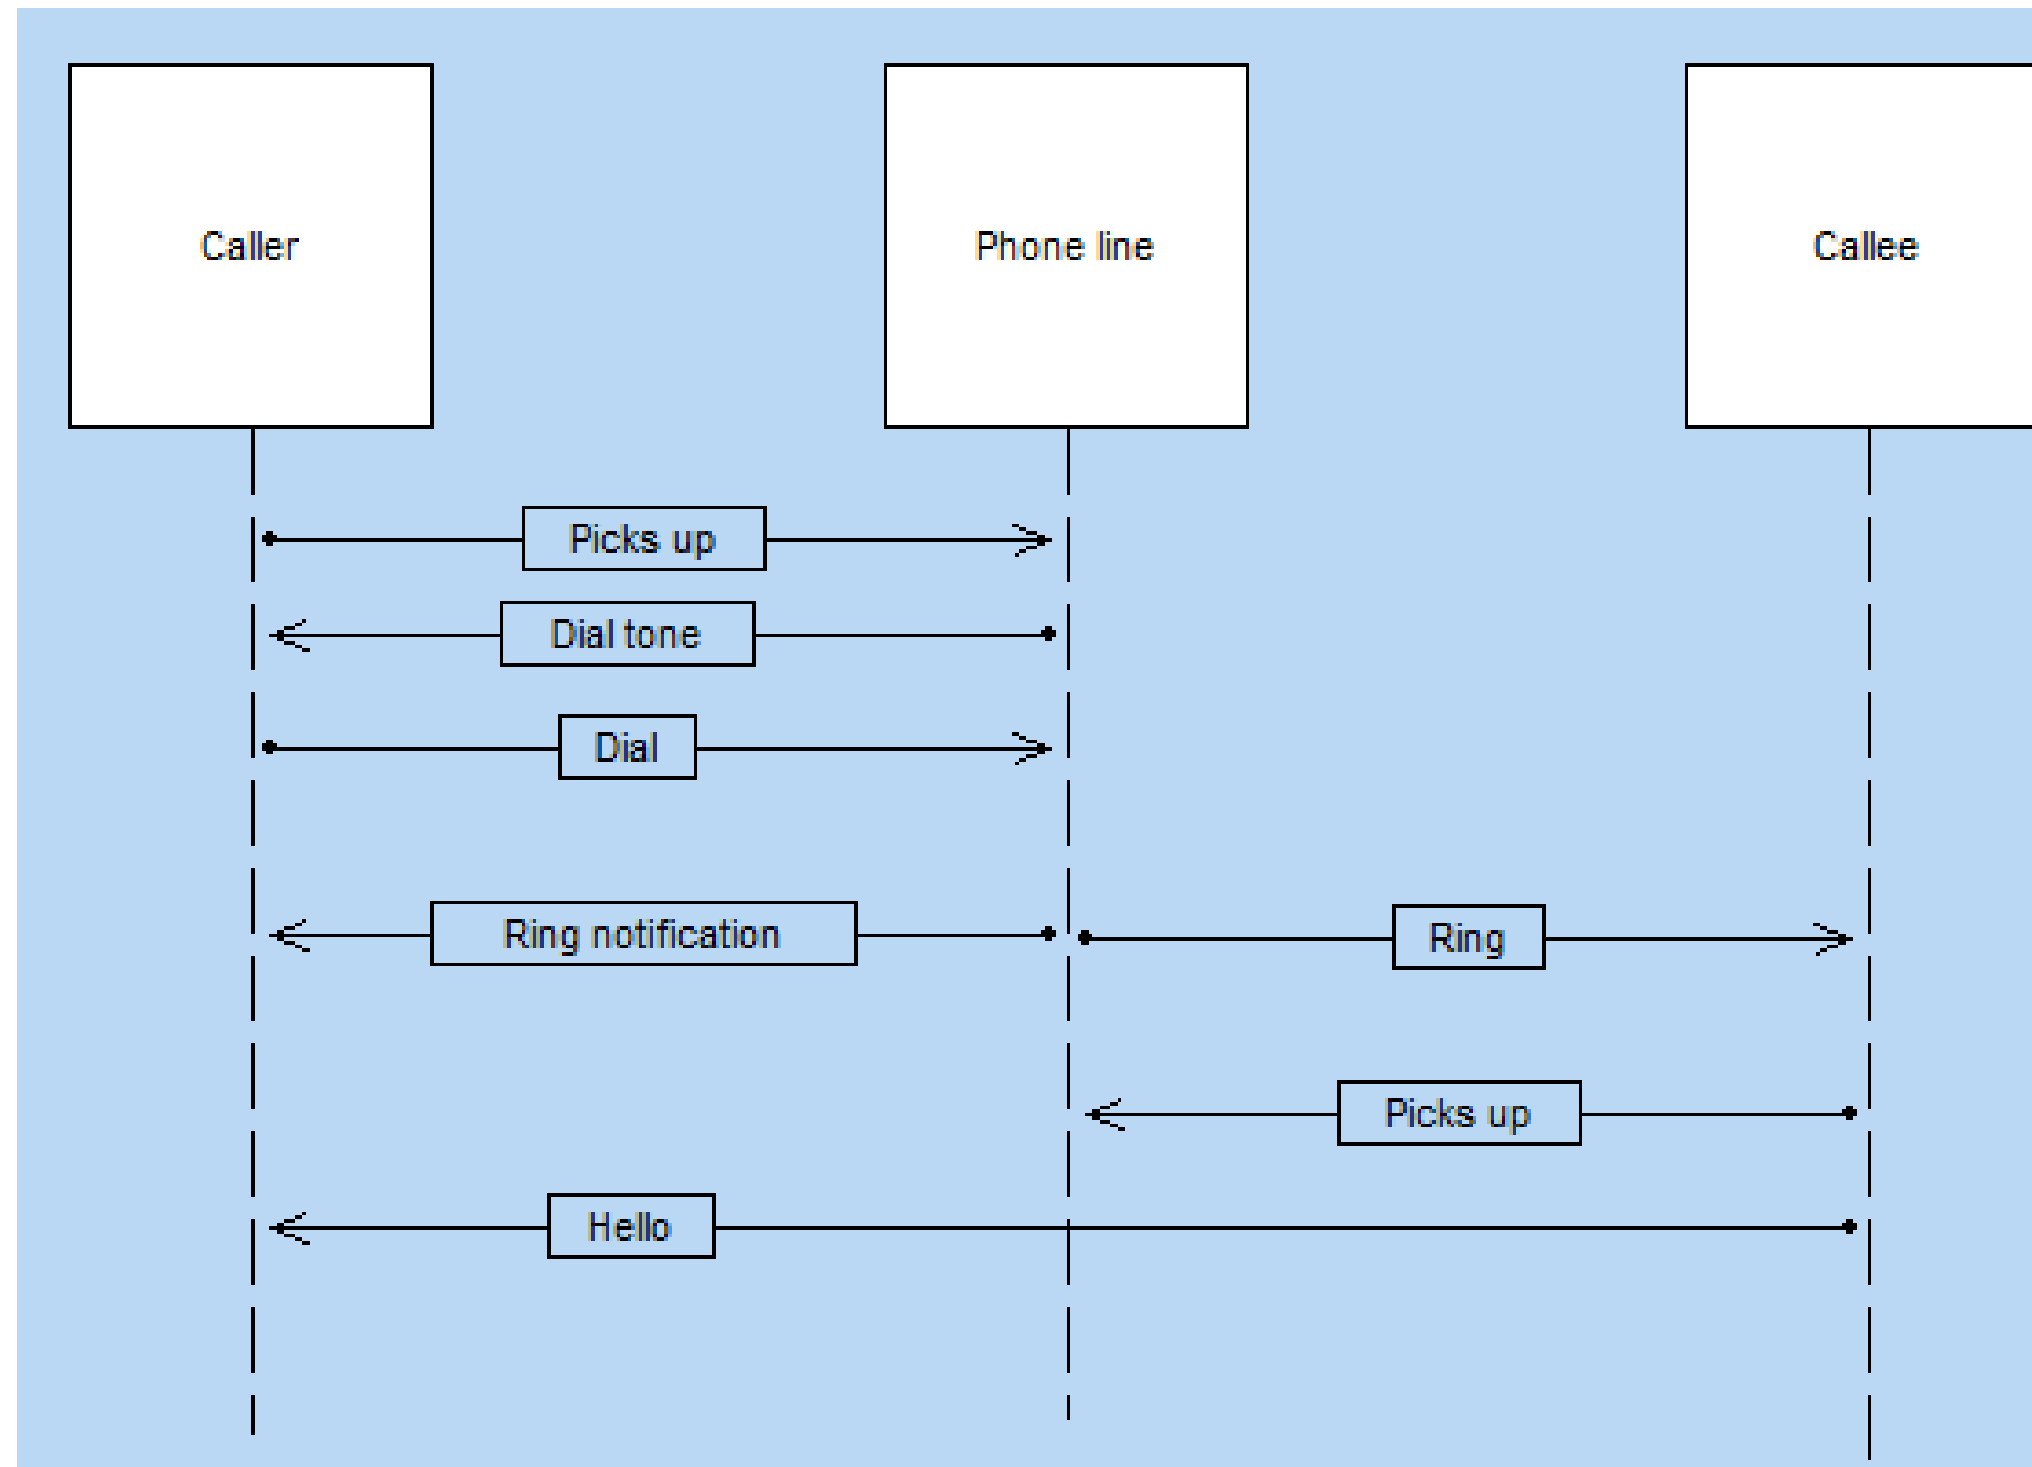 Caller
Phone line
Callee
Picks up
Dial tone
Dial
Ring notification
Ring
Picks up
Hello